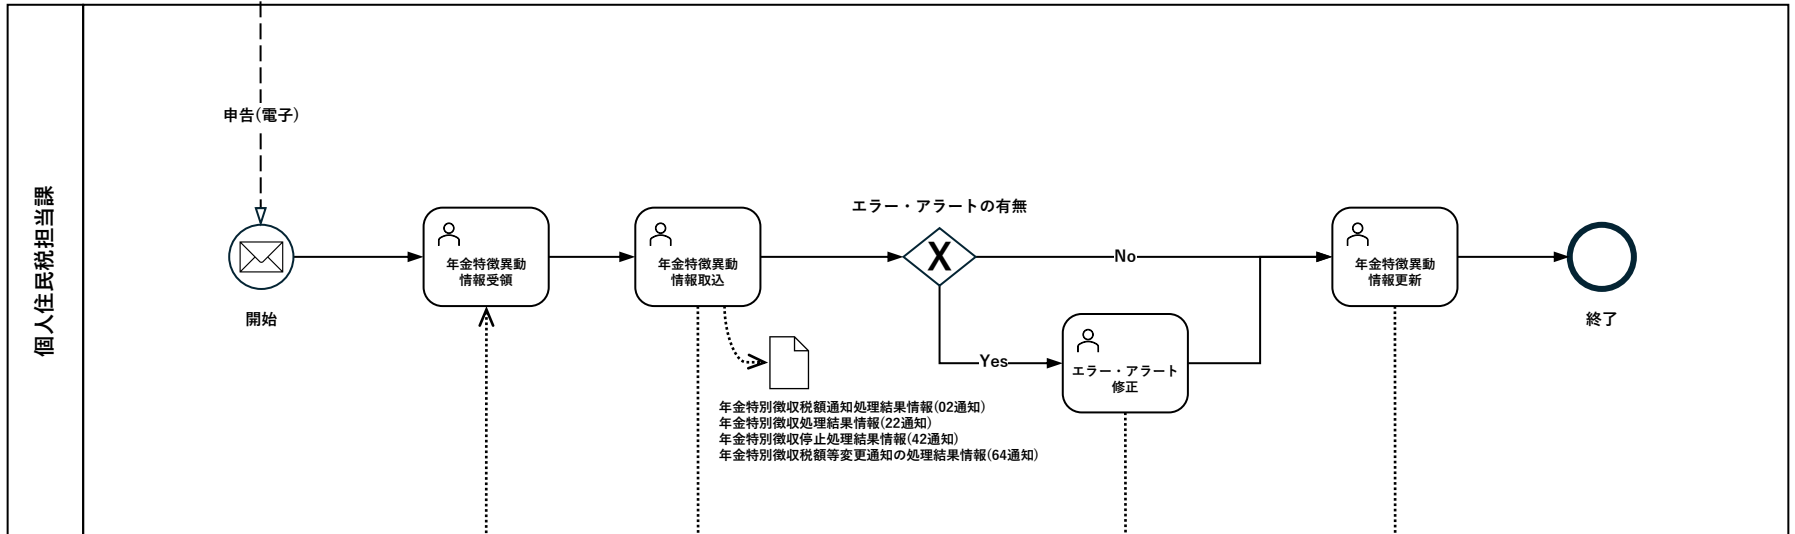 個人住民税担当課
申告(電子)
開始
年金特徴異動
情報受領
年金特徴異動
情報取込
年金特別徴収税額通知処理結果情報(02通知)
年金特別徴収処理結果情報(22通知)
年金特別徴収停止処理結果情報(42通知)
年金特別徴収税額等変更通知の処理結果情報(64通知)
エラー・アラートの有無
X
No
Yes
エラー・アラート
修正
年金特徴異動
情報更新
終了